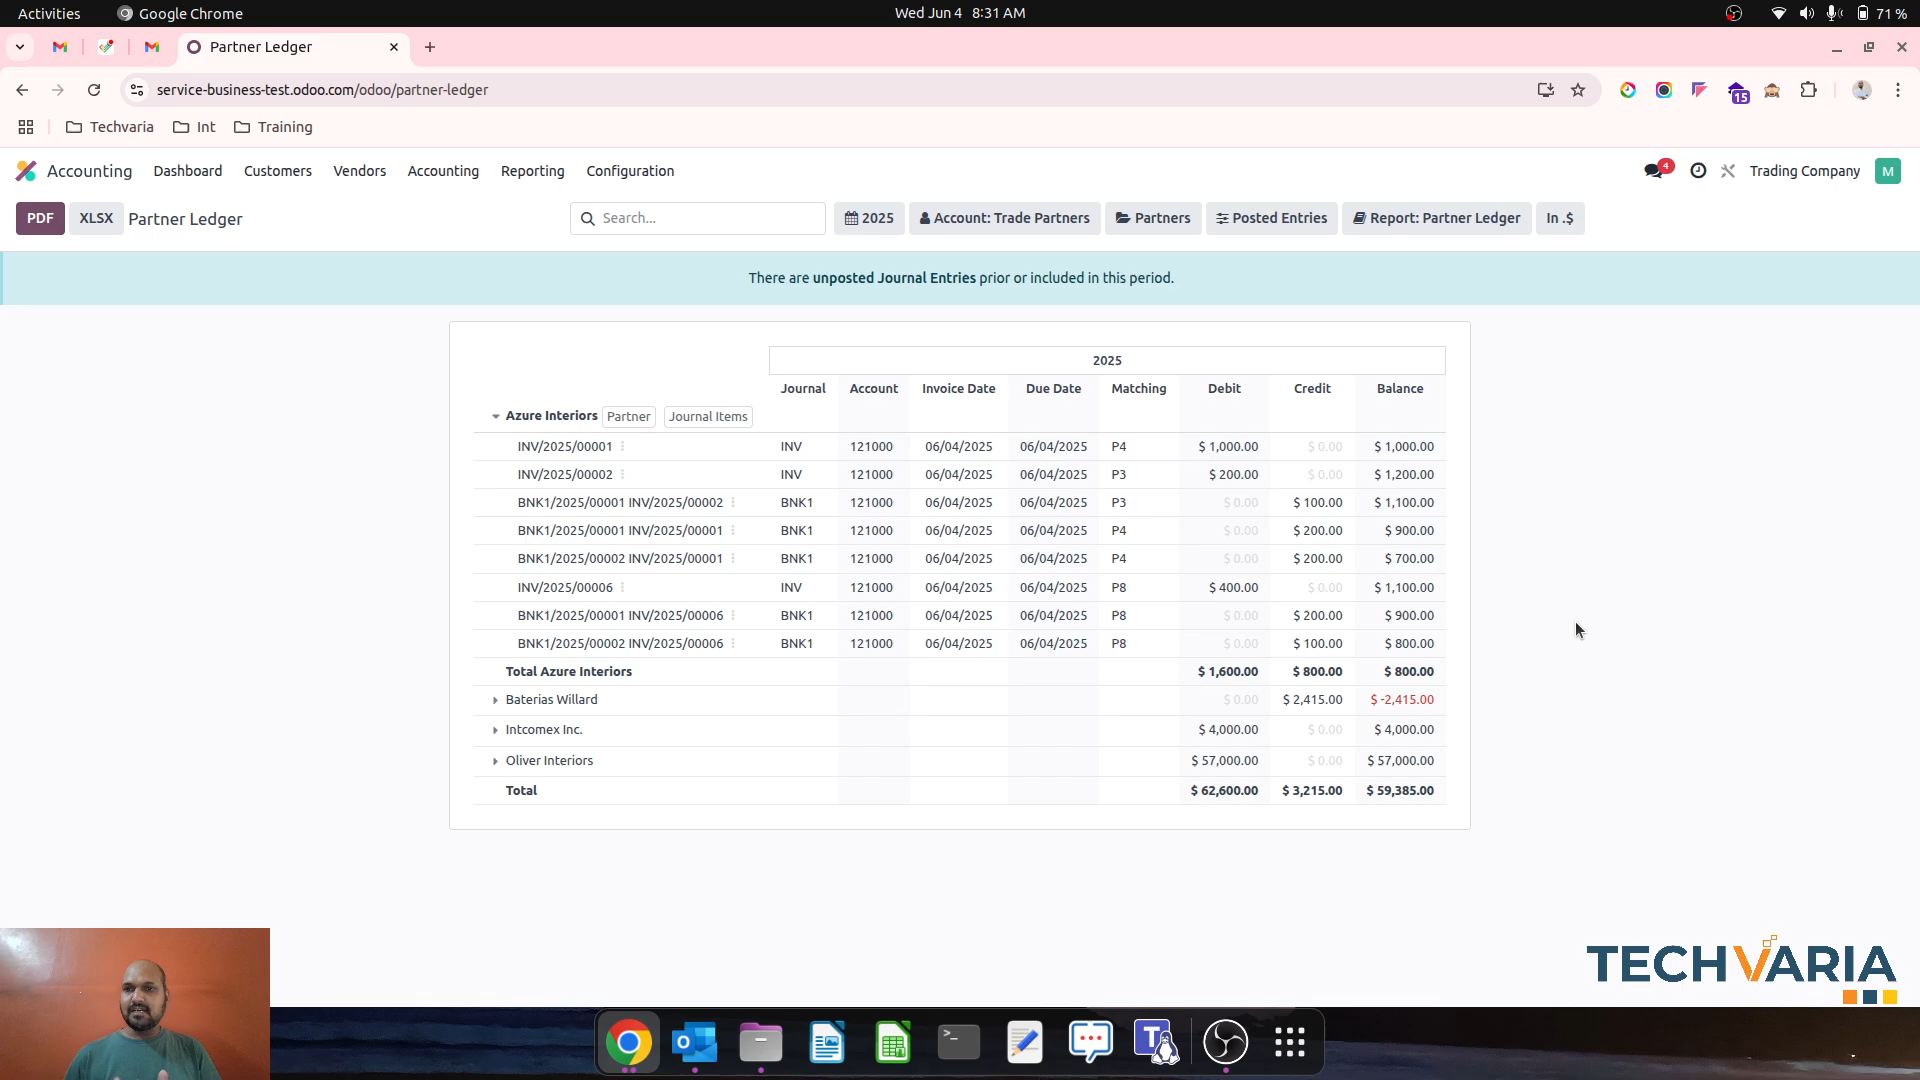 Activities Google Chrome Wed Jun 4 8:31 AM 71 %
Partner Ledger
service-business-test.odoo.com/odoo/partner-ledger 15
Techvaria Int Training
Accounting Dashboard Customers Vendors Accounting Reporting Configuration 4 Trading Company M
PDF XLSX Partner Ledger Search... 2025 Account: Trade Partners Partners Posted Entries Report: Partner Ledger In .$
There are unposted Journal Entries prior or included in this period.
2025
Journal Account Invoice Date Due Date Matching Debit Credit Balance
Azure Interiors Partner Journal Items
INV/2025/00001 INV 121000 06/04/2025 06/04/2025 P4 $ 1,000.00 $ 0.00 $ 1,000.00
INV/2025/00002 INV 121000 06/04/2025 06/04/2025 P3 $ 200.00 $ 0.00 $ 1,200.00
BNK1/2025/00001 INV/2025/00002 BNK1 121000 06/04/2025 06/04/2025 P3 $ 0.00 $ 100.00 $ 1,100.00
BNK1/2025/00001 INV/2025/00001 BNK1 121000 06/04/2025 06/04/2025 P4 $ 0.00 $ 200.00 $ 900.00
BNK1/2025/00002 INV/2025/00001 BNK1 121000 06/04/2025 06/04/2025 P4 $ 0.00 $ 200.00 $ 700.00
INV/2025/00006 INV 121000 06/04/2025 06/04/2025 P8 $ 400.00 $ 0.00 $ 1,100.00
BNK1/2025/00001 INV/2025/00006 BNK1 121000 06/04/2025 06/04/2025 P8 $ 0.00 $ 200.00 $ 900.00
BNK1/2025/00002 INV/2025/00006 BNK1 121000 06/04/2025 06/04/2025 P8 $ 0.00 $ 100.00 $ 800.00
Total Azure Interiors $ 1,600.00 $ 800.00 $ 800.00
Baterias Willard $ 0.00 $ 2,415.00 $ -2,415.00
Intcomex Inc. $ 4,000.00 $ 0.00 $ 4,000.00
Oliver Interiors $ 57,000.00 $ 0.00 $ 57,000.00
Total $ 62,600.00 $ 3,215.00 $ 59,385.00
TECHVARIA